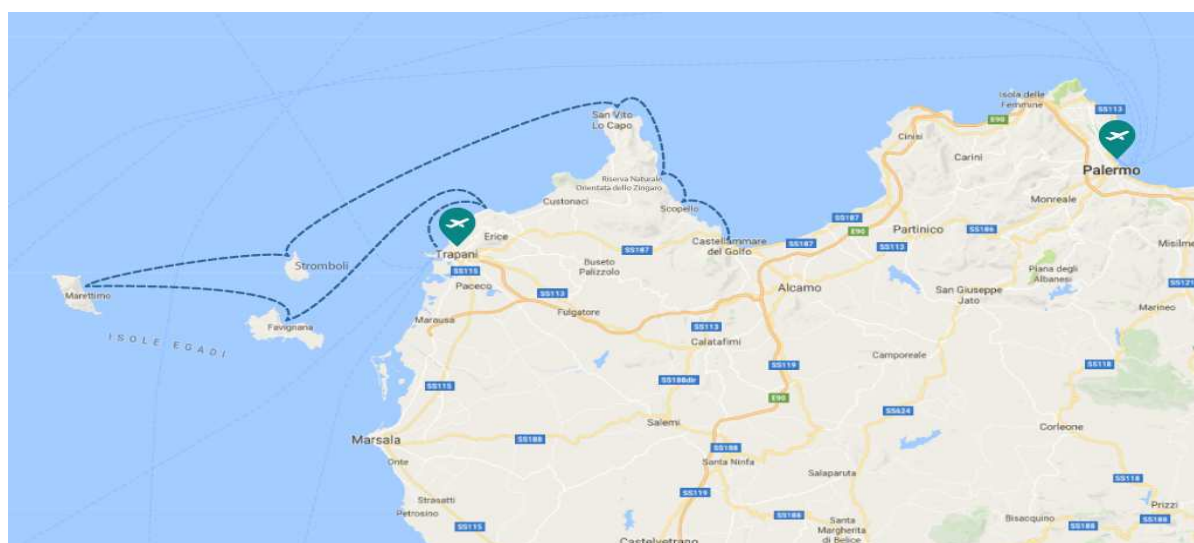 Isola delle
Femmine
SS113
E90
San Vito
Lo Capo
Cinisi
Carini
Palermo
Riserva Naturale
Orientata dello Zingaro
Monreale
Custonaci
Scopello
SS187
Partinico
SS186
Erice
E90
SS113
Misilme
Trapani
SS187
Castellammare
del Golfo
SS187
Stromboli
SS115
Buseto
Palizzolo
Piana degli
Albanesi
Paceco
Alcamo
San Giuseppe
Jato
SS121
Marettimo
SS113
Marineo
Fulgatore
Marausa
Favignana
SS113
ISOLE EGADI
Calatafimi
Camporeale
SS119
SS118
SS115
SS188dir
E90
SS624
Salemi
Corleone
Marsala
SS188
SS188
Onte
Santa Ninfa
Salaparuta
SS118
SS119
Strasatti
Prizzi
Petrosino
SS188
Bisacquino
SS188
SS115
Santa
Margherita
di Belice
Castelvetrano